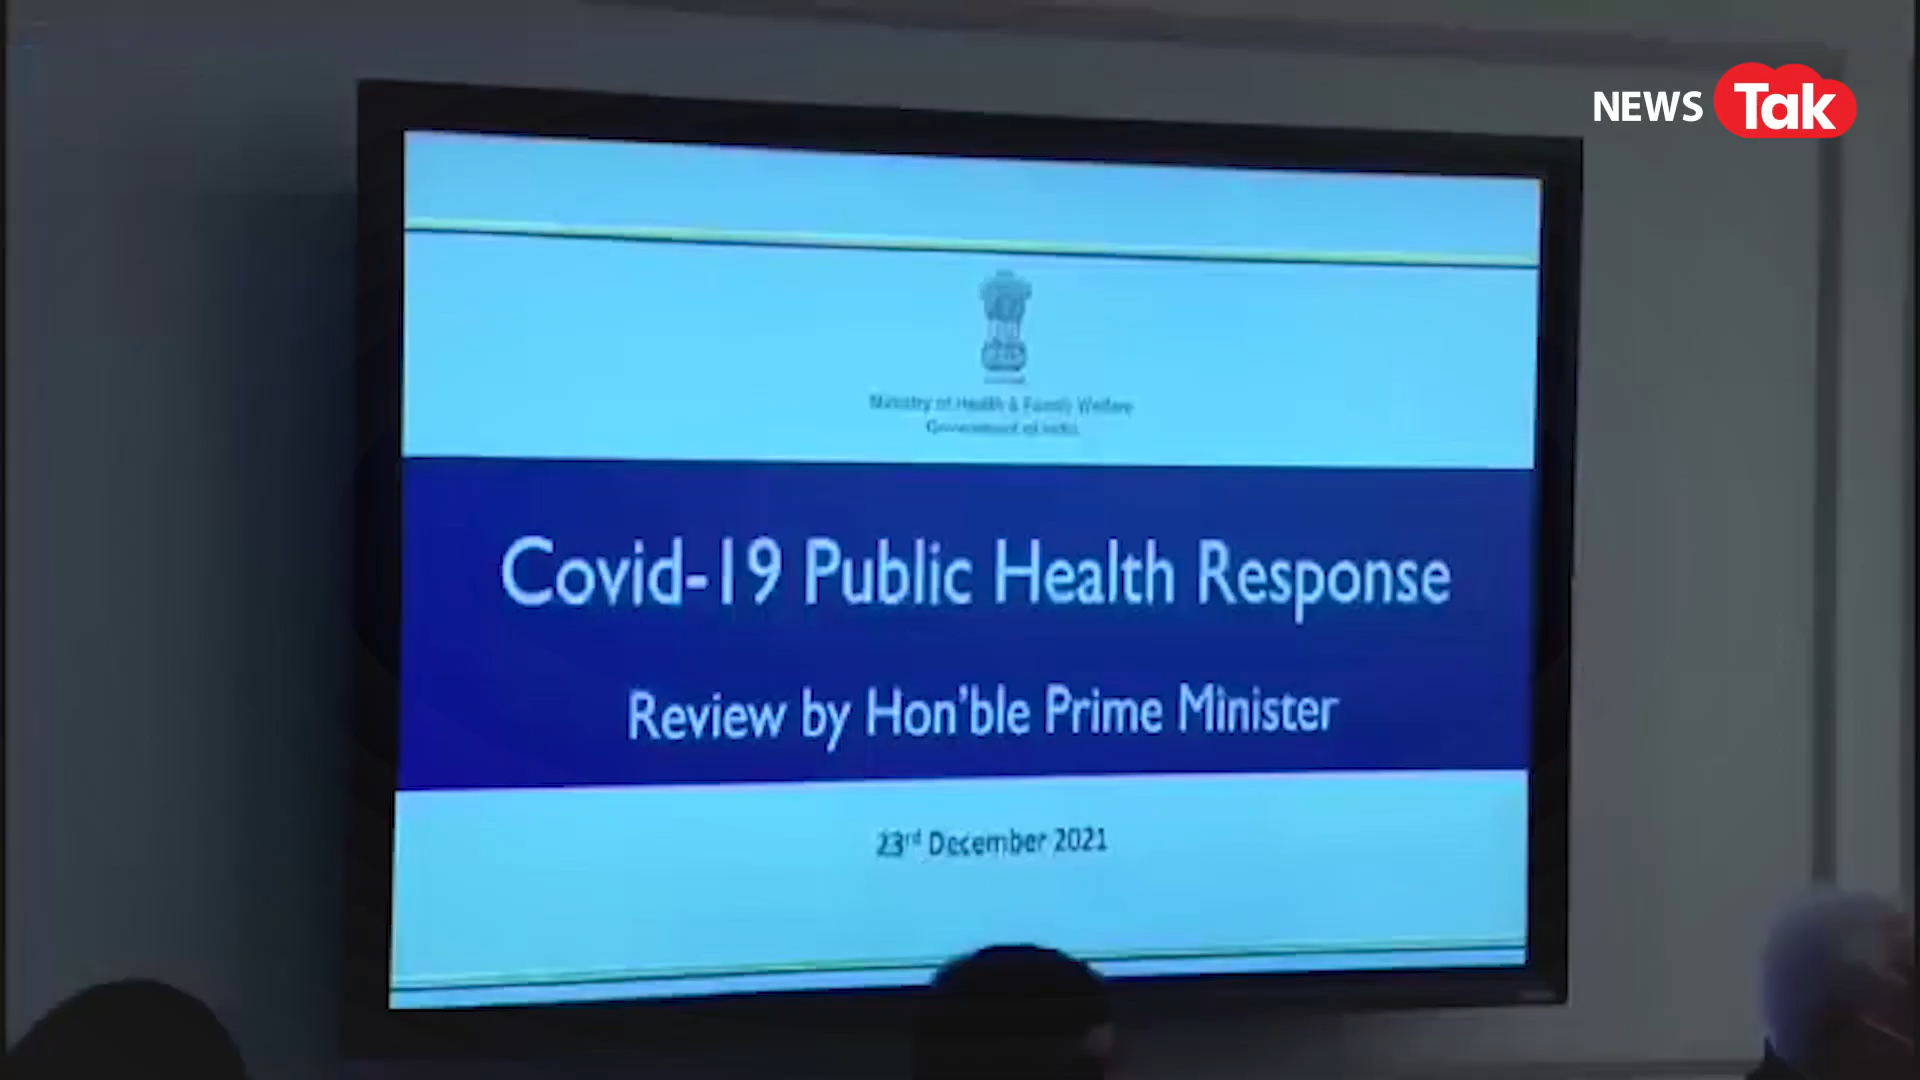 NEWS Tak
Ministry of Health & Family Welfare
Government of India
Covid-19 Public Health Response
Review by Hon'ble Prime Minister
23rd December 2021